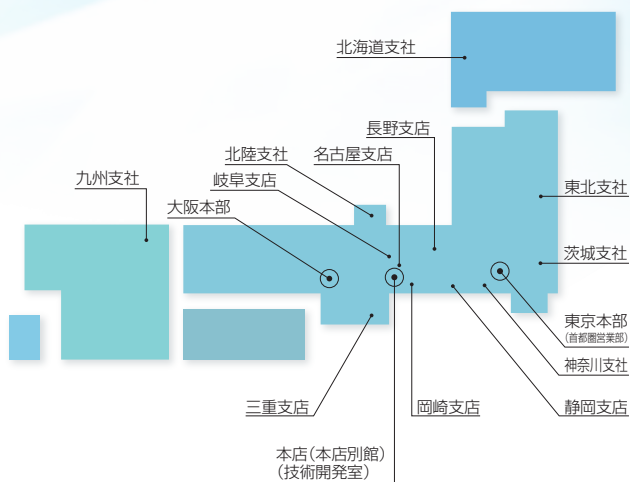 北海道支社
長野支店
北陸支社
名古屋支店
九州支社
岐阜支店
東北支社
大阪本部
茨城支社
東京本部
(首都圏営業部)
神奈川支社
三重支店
岡崎支店
静岡支店
本店(本店別館)
(技術開発室)